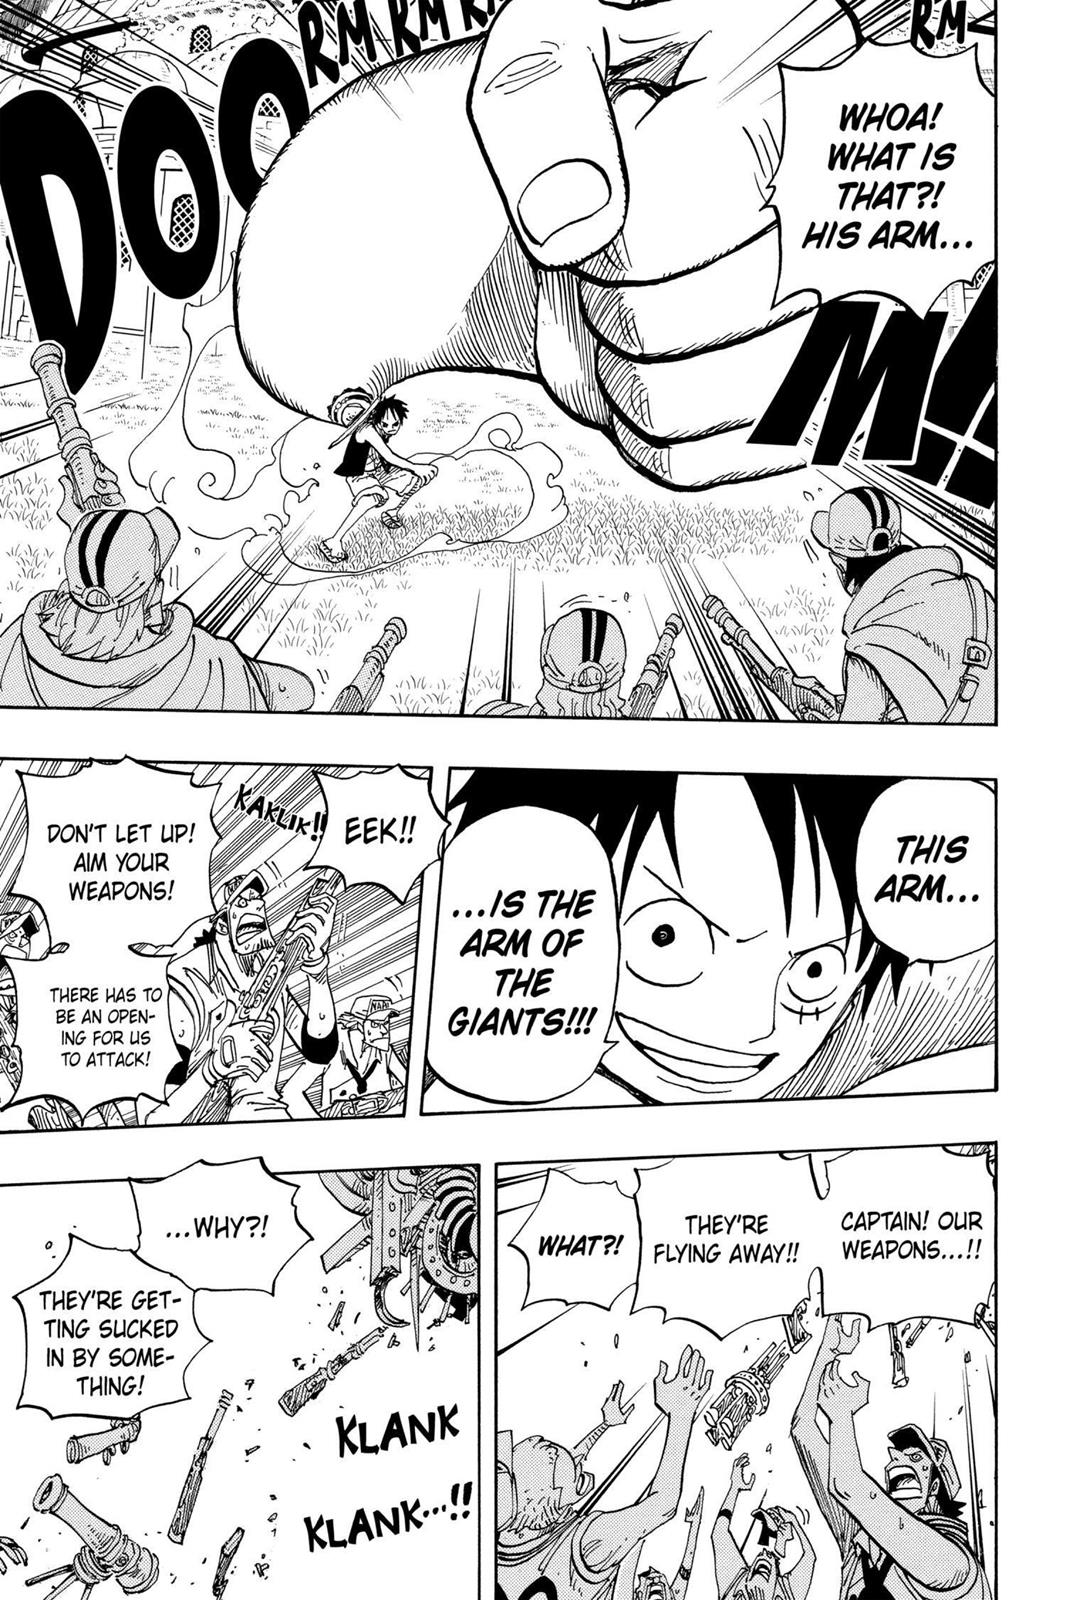 DOOM!!
RM RM RM
RM
WHOA!
WHAT IS
THAT?!
HIS ARM...
THIS
ARM...
...IS THE
ARM OF
THE
GIANTS!!!
EEK!!
KAKLIK!!
DON'T LET UP!
AIM YOUR
WEAPONS!
THERE HAS TO
BE AN OPEN-
ING FOR US
TO ATTACK!
CAPTAIN! OUR
WEAPONS...!!
THEY'RE
FLYING AWAY!!
WHAT?!
...WHY?!
THEY'RE GET-
TING SUCKED
IN BY SOME-
THING!
KLANK
KLANK...!!